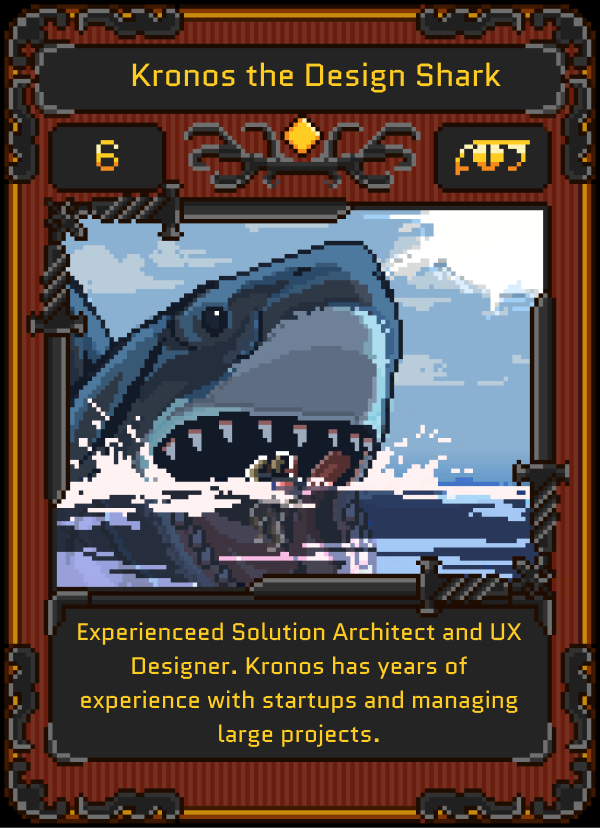 Kronos the Design Shark
6
Experienceed Solution Architect and UX
Designer. Kronos has years of
experience with startups and managing
large projects.